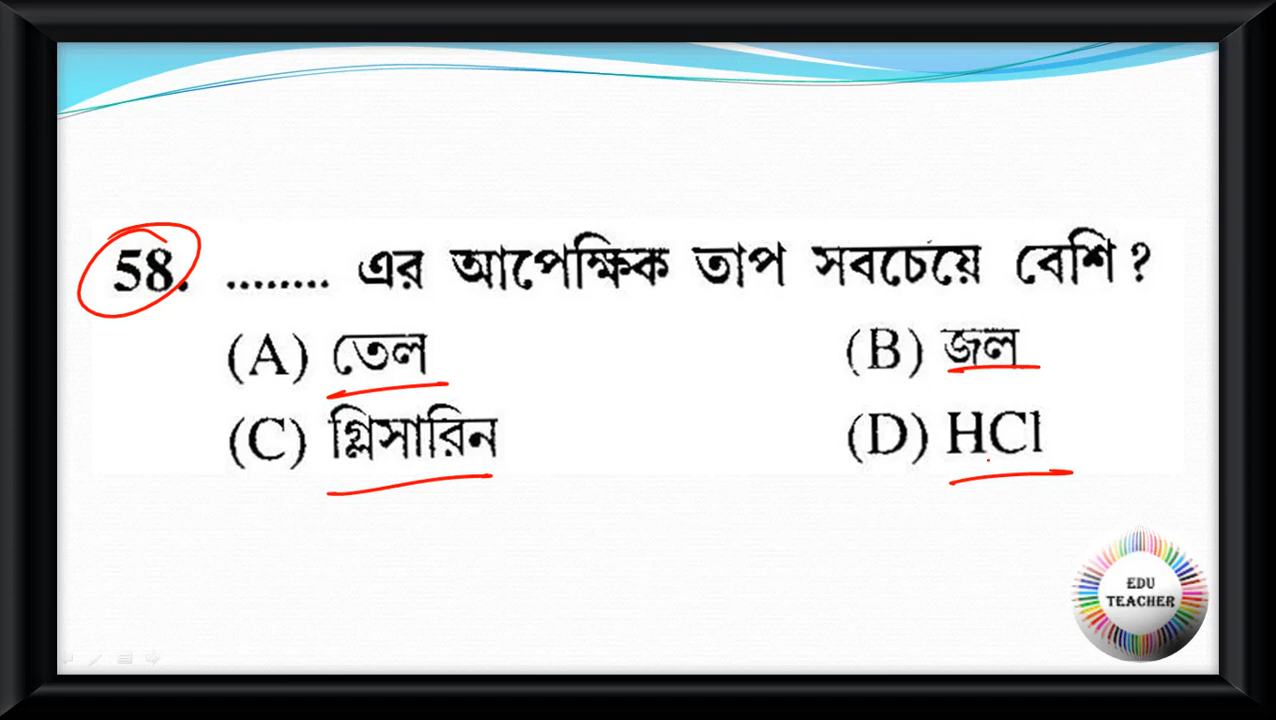 58. ........ এর আপেক্ষিক তাপ সবচেয়ে বেশি ?
(A) তেল (B) জল
(C) গ্লিসারিন (D) HCl
EDU
TEACHER